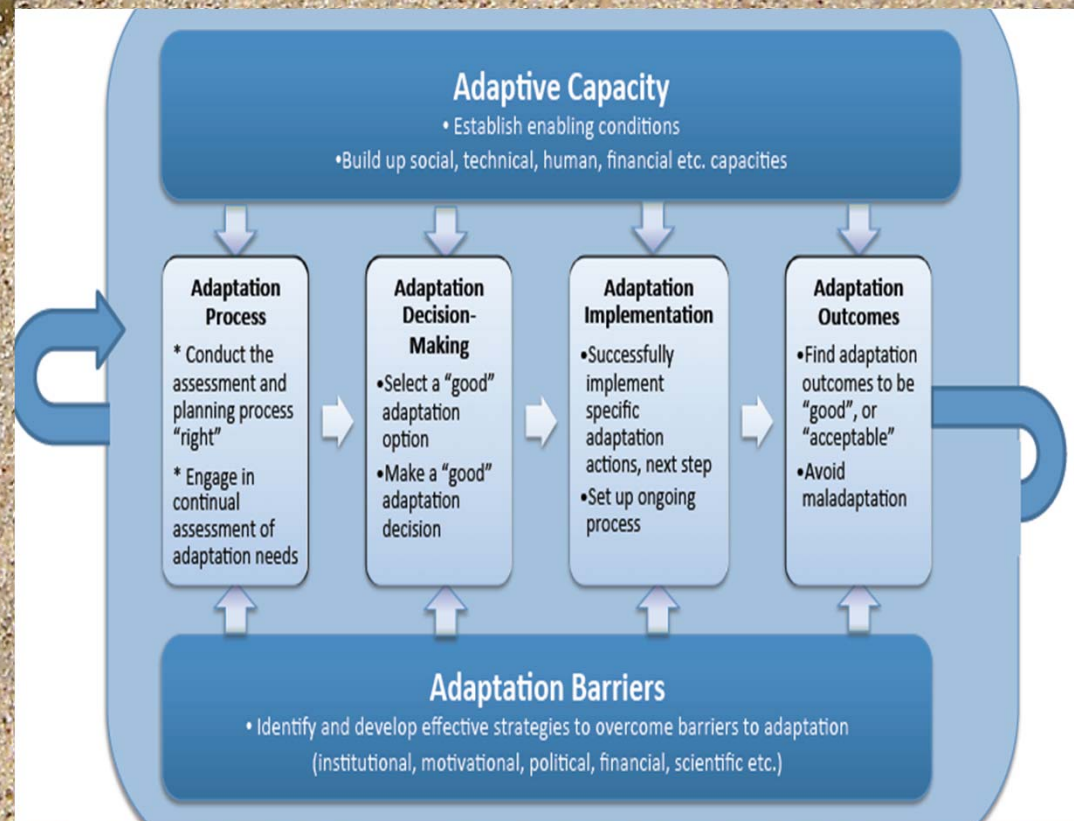 Adaptive Capacity
• Establish enabling conditions
•Build up social, technical, human, financial etc. capacities
Adaptation
Process
* Conduct the
assessment and
planning process
“right”
* Engage in
continual
assessment of
adaptation needs
Adaptation
Decision-
Making
•Select a “good”
adaptation
option
•Make a “good”
adaptation
decision
Adaptation
Implementation
•Successfully
implement
specific
adaptation
actions, next step
•Set up ongoing
process
Adaptation
Outcomes
•Find adaptation
outcomes to be
“good”, or
“acceptable”
•Avoid
maladaptation
Adaptation Barriers
• Identify and develop effective strategies to overcome barriers to adaptation
(institutional, motivational, political, financial, scientific etc.)